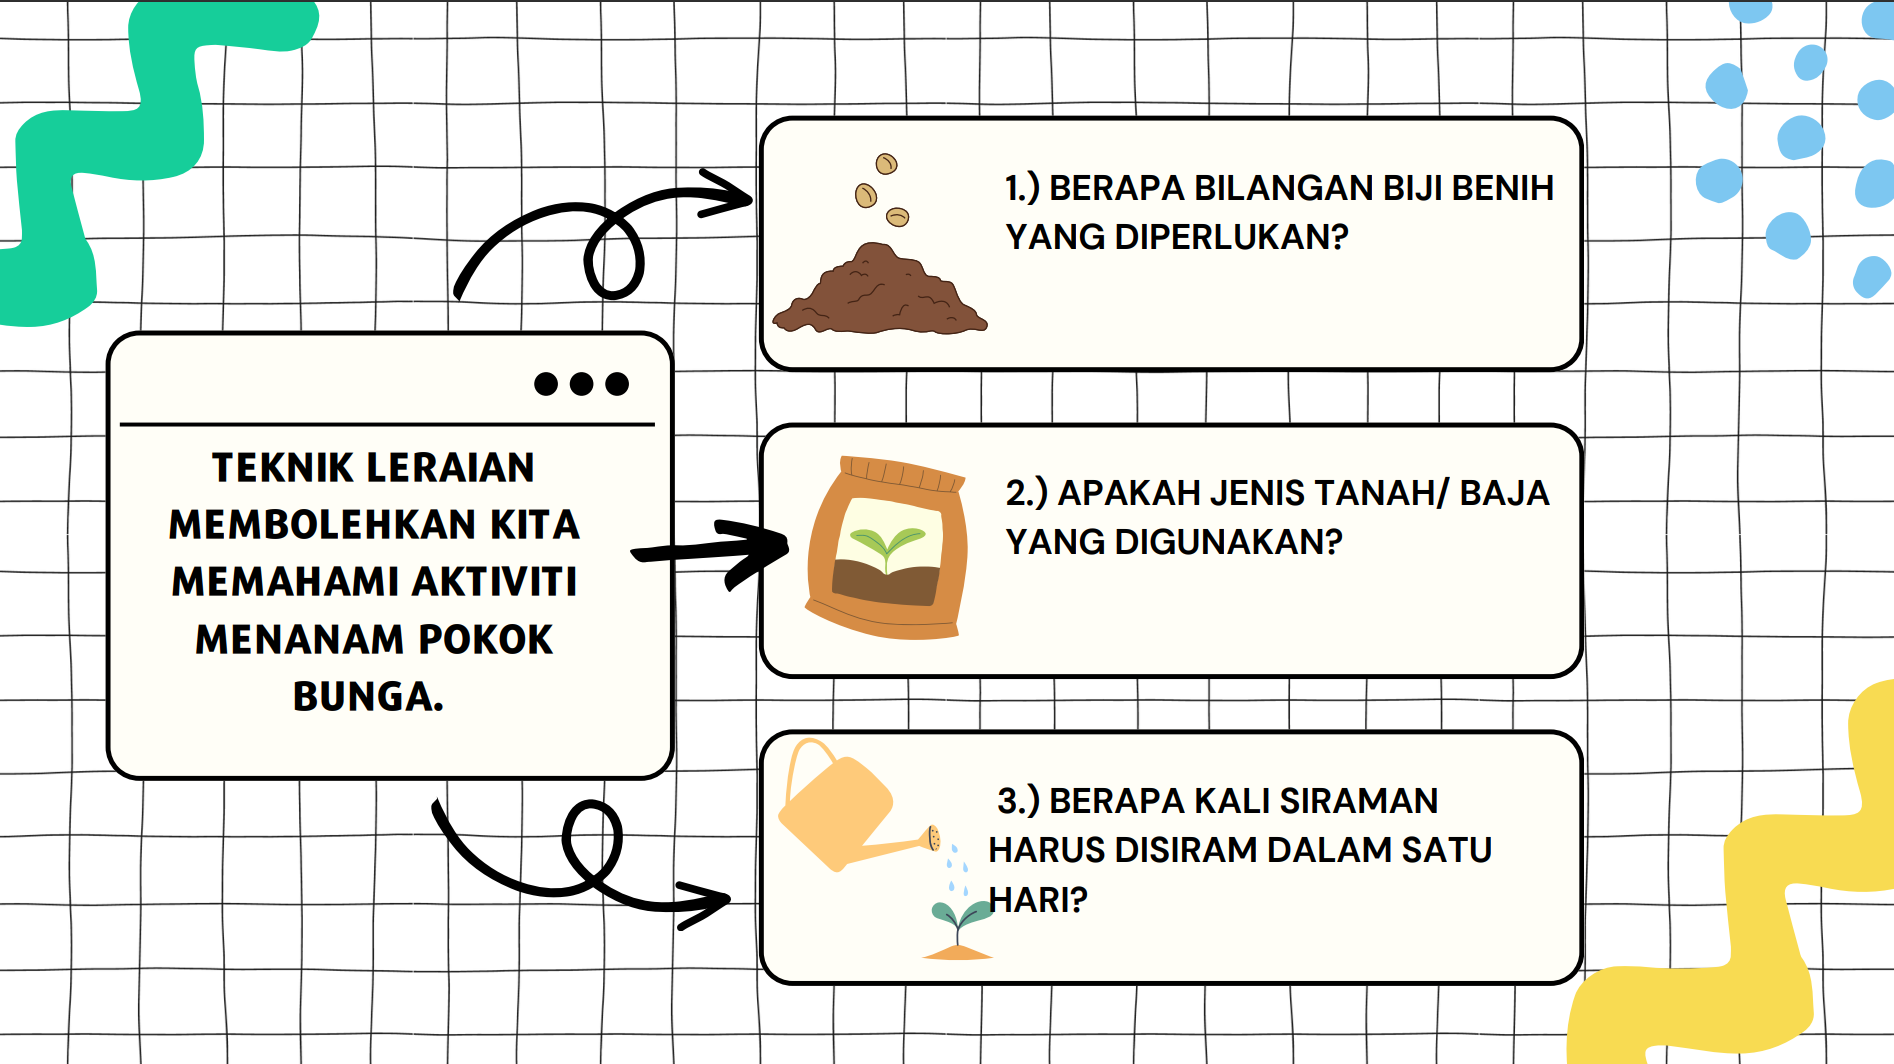 TEKNIK LERAIAN
MEMBOLEHKAN KITA
MEMAHAMI AKTIVITI
MENANAM POKOK
BUNGA.
1.) BERAPA BILANGAN BIJI BENIH
YANG DIPERLUKAN?
2.) APAKAH JENIS TANAH/ BAJA
YANG DIGUNAKAN?
3.) BERAPA KALI SIRAMAN
HARUS DISIRAM DALAM SATU
HARI?